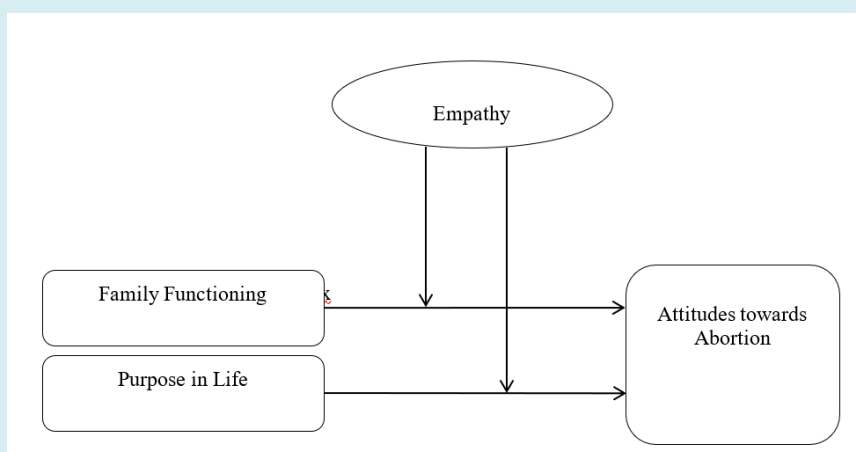 Empathy
Family Functioning
x
Purpose in Life
Attitudes towards
Abortion